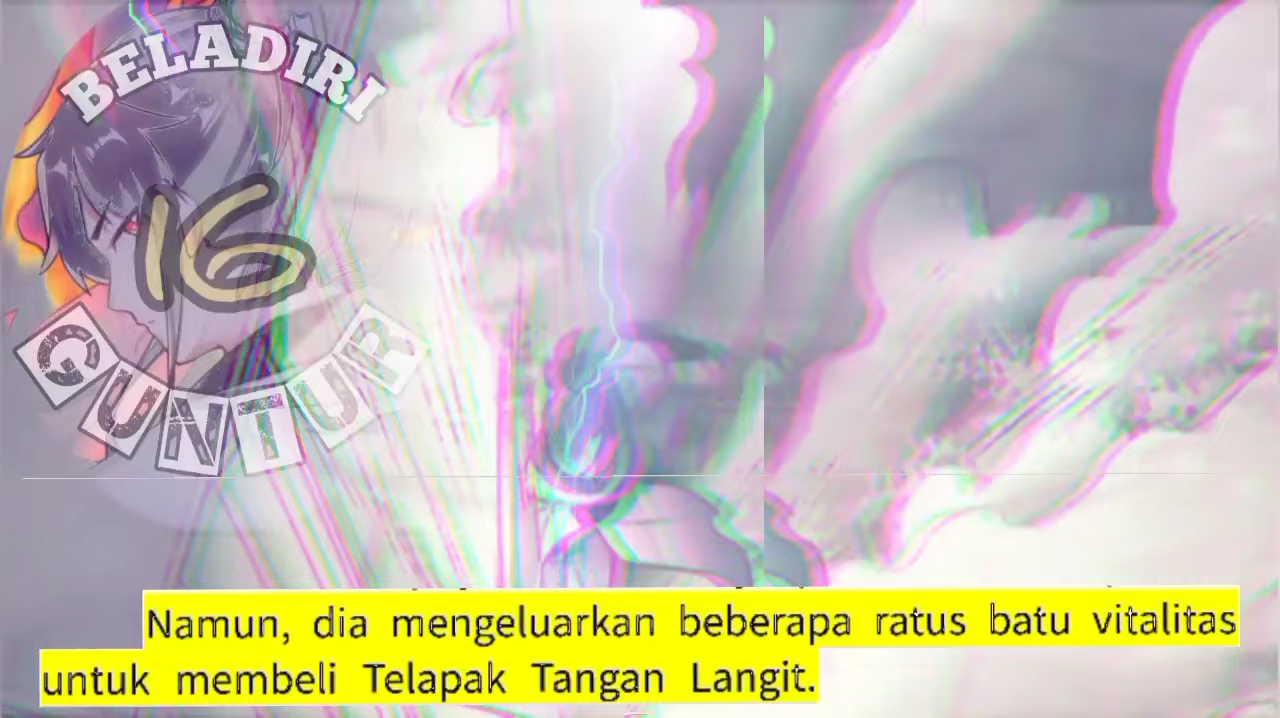 BELADIRI
16
GUNTUR
Namun, dia mengeluarkan beberapa ratus batu vitalitas
untuk membeli Telapak Tangan Langit.